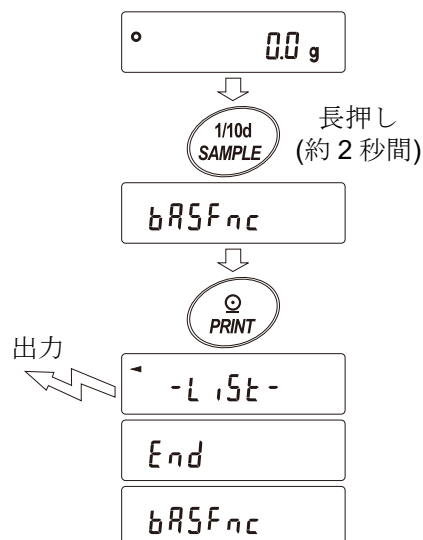 0.0 g
1/10d
SAMPLE
長押し
(約 2 秒間)
bASFnc
PRINT
出力
-LiSt-
End
bASFnc